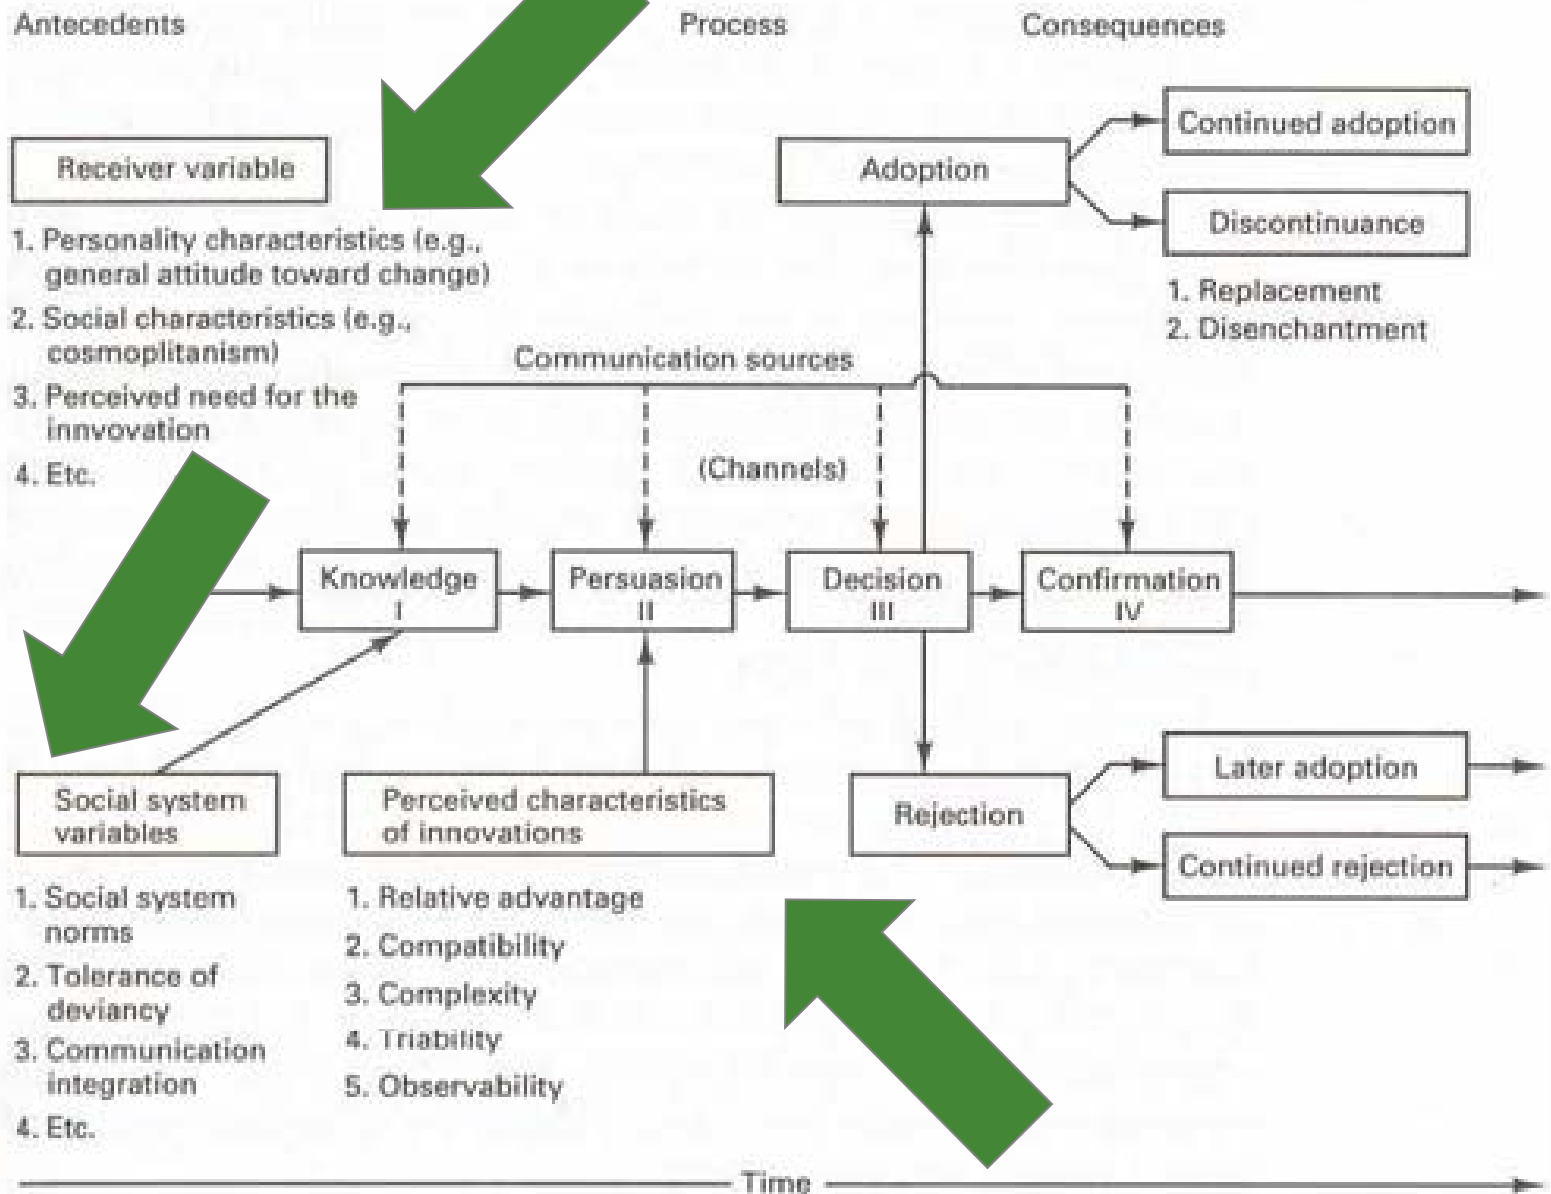 Antecedents
Process
Consequences
Receiver variable
1. Personality characteristics (e.g.,
general attitude toward change)
2. Social characteristics (e.g.,
cosmoplitanism)
3. Perceived need for the
innvovation
4. Etc.
Adoption
Continued adoption
Discontinuance
1. Replacement
2. Disenchantment
Communication sources
(Channels)
Knowledge
I
Persuasion
II
Decision
III
Confirmation
IV
Social system
variables
1. Social system
norms
2. Tolerance of
deviancy
3. Communication
integration
4. Etc.
Perceived characteristics
of innovations
1. Relative advantage
2. Compatibility
3. Complexity
4. Triability
5. Observability
Rejection
Later adoption
Continued rejection
Time